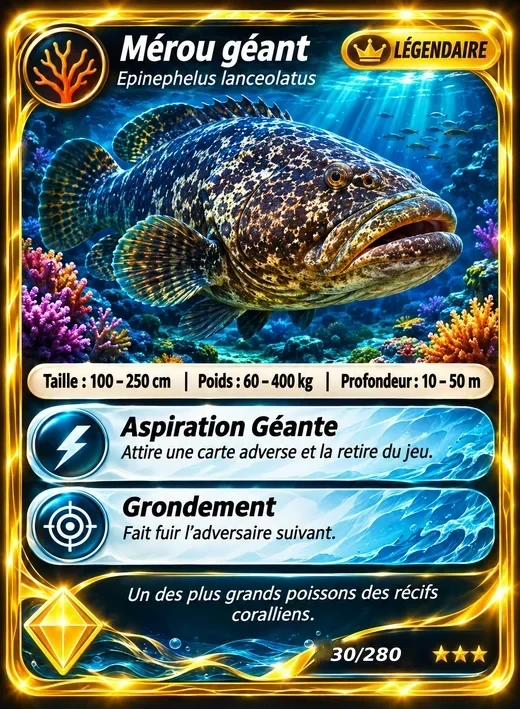 Mérou géant
LÉGENDAIRE
Epinephelus lanceolatus
Taille : 100 – 250 cm | Poids : 60 – 400 kg | Profondeur : 10 – 50 m
Aspiration Géante
Attire une carte adverse et la retire du jeu.
Grondement
Fait fuir l'adversaire suivant.
Un des plus grands poissons des récifs
coralliens.
30/280 ★★★